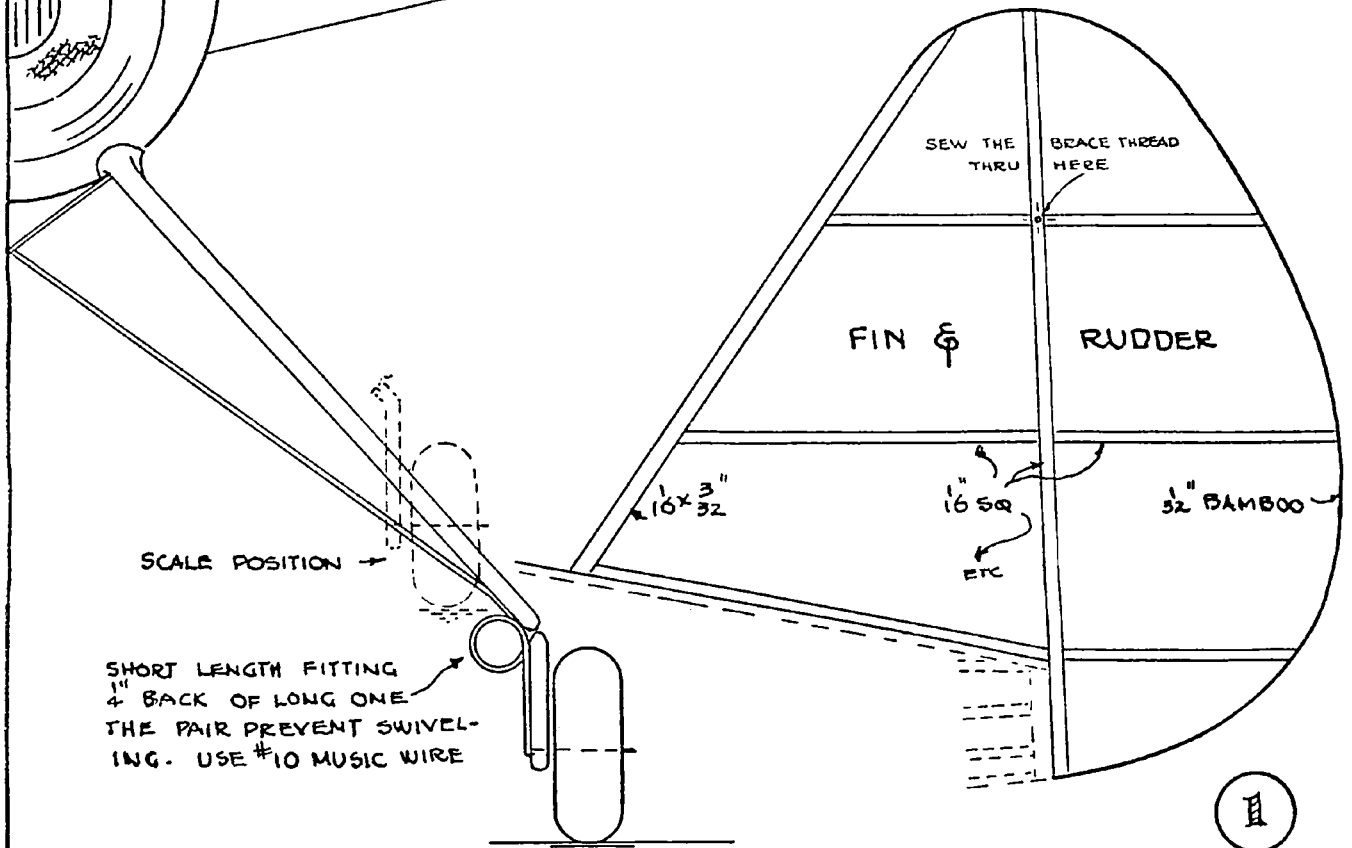 SEW THE BRACE THREAD
THRU HERE
FIN & RUDDER
1/16 x 3/32"
1/16" SQ
1/32" BAMBOO
ETC
SCALE POSITION
SHORT LENGTH FITTING
1/4" BACK OF LONG ONE
THE PAIR PREVENT SWIVEL-
ING. USE #10 MUSIC WIRE
1